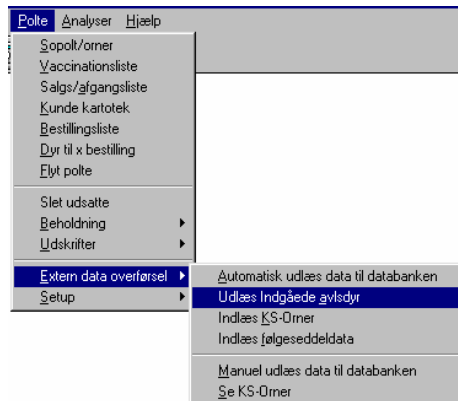 Polte Analyser Hjælp
Sopolt/orner
Vaccinationsliste
Salgs/afgangsliste
Kunde kartotek
Bestillingsliste
Dyr til x bestilling
Flyt polte
Slet udsatte
Beholdning
Udskrifter
Extern data overførsel
Setup
Automatisk udlæs data til databanken
Udlæs Indgåede avlsdyr
Indlæs KS-Orner
Indlæs følgeseddeldata
Manuel udlæs data til databanken
Se KS-Orner